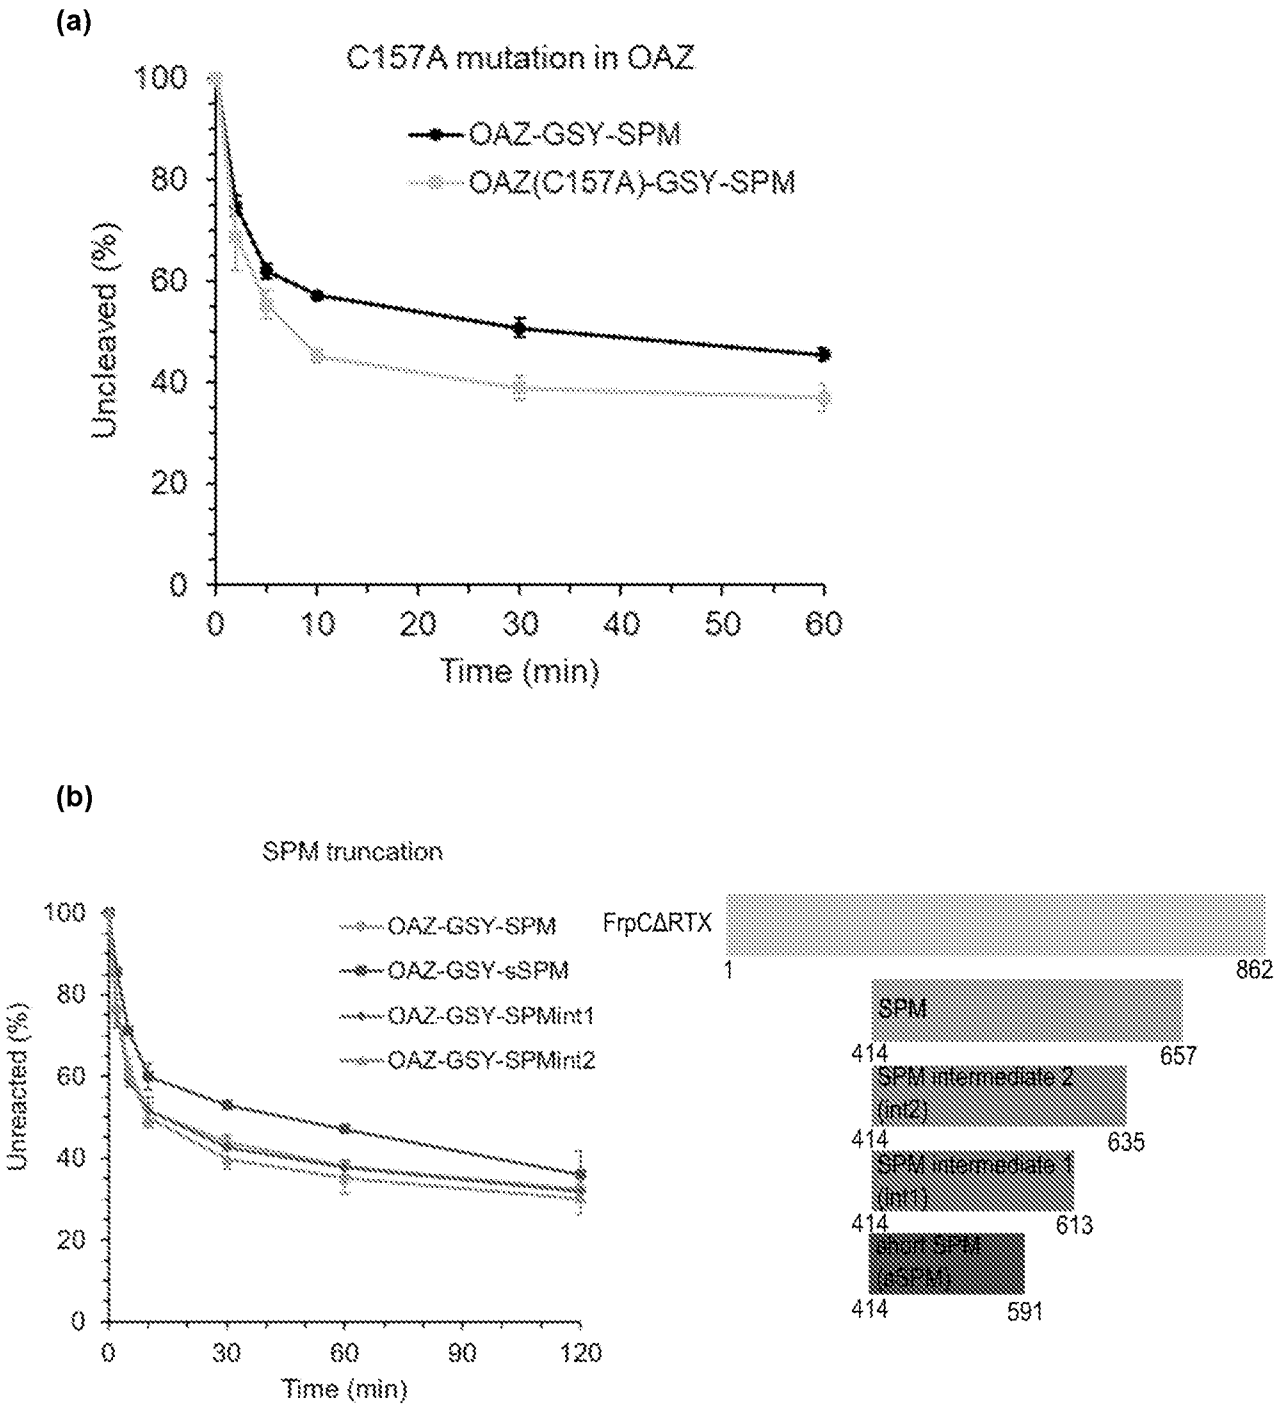 (a)
C157A mutation in OAZ
OAZ-GSY-SPM
OAZ(C157A)-GSY-SPM
Uncleaved (%)
100
80
60
40
20
0
0 10 20 30 40 50 60
Time (min)
(b)
SPM truncation
OAZ-GSY-SPM
OAZ-GSY-sSPM
OAZ-GSY-SPMint1
OAZ-GSY-SPMint2
Unreacted (%)
100
80
60
40
20
0
0 30 60 90 120
Time (min)
FrpCΔRTX
1 862
SPM
414 657
SPM intermediate 2
(int2)
414 635
SPM intermediate 1
(int1)
414 613
short SPM
(sSPM)
414 591